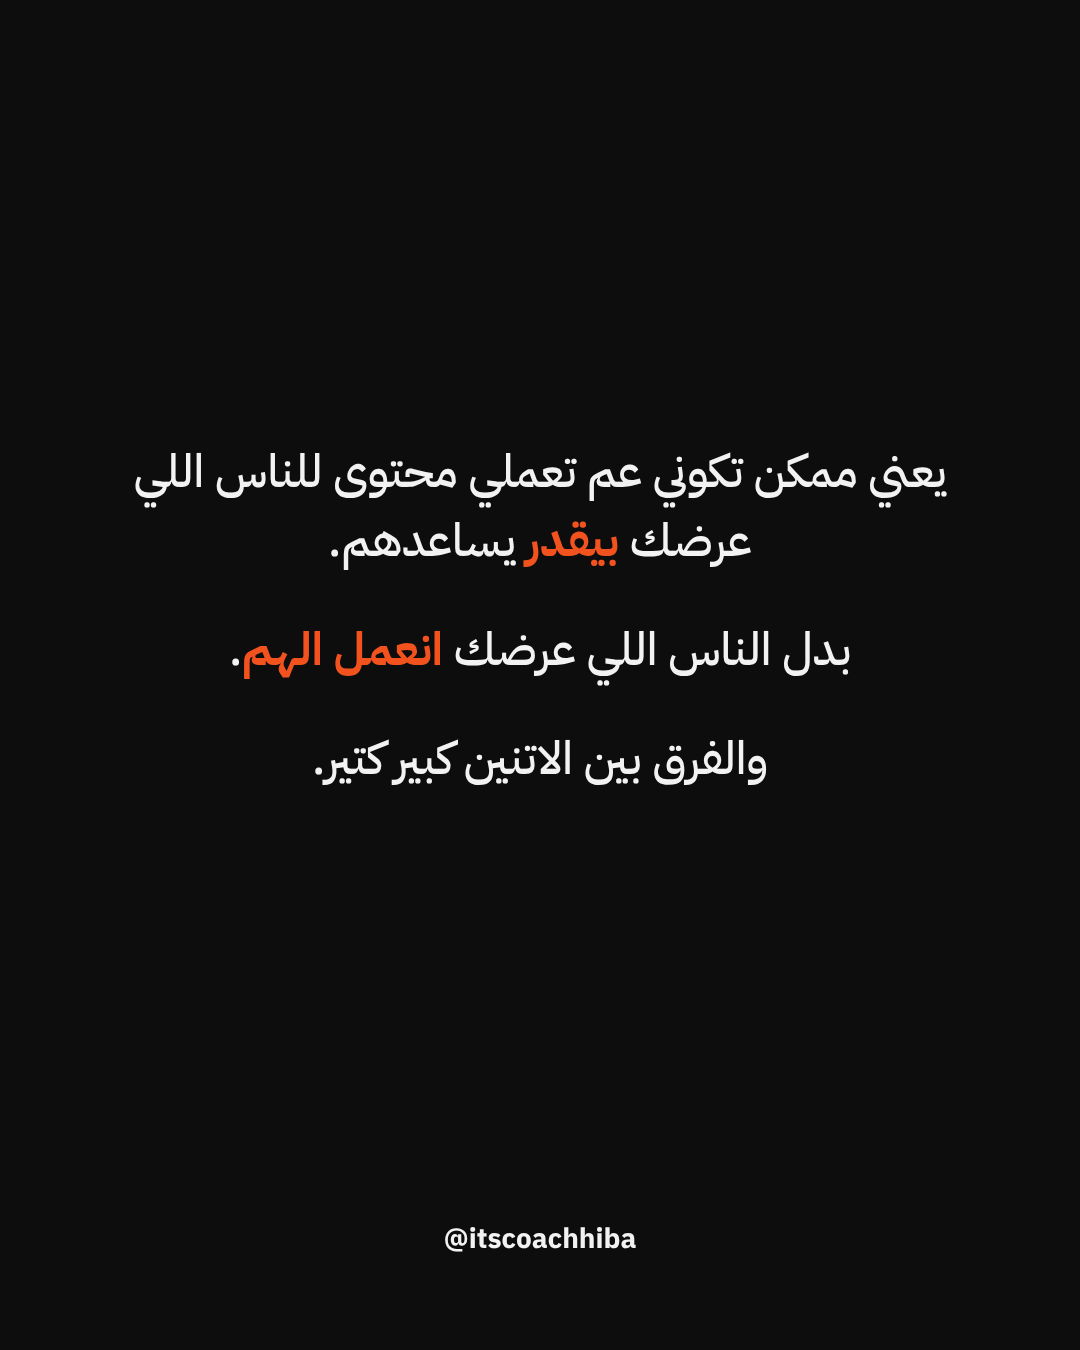 يعني ممكن تكوني عم تعملي محتوى للناس اللي
عرضك بيقدر يساعدهم.
بدل الناس اللي عرضك انعمل الهم.
والفرق بين الاتنين كبير كتير.
@itscoachhiba